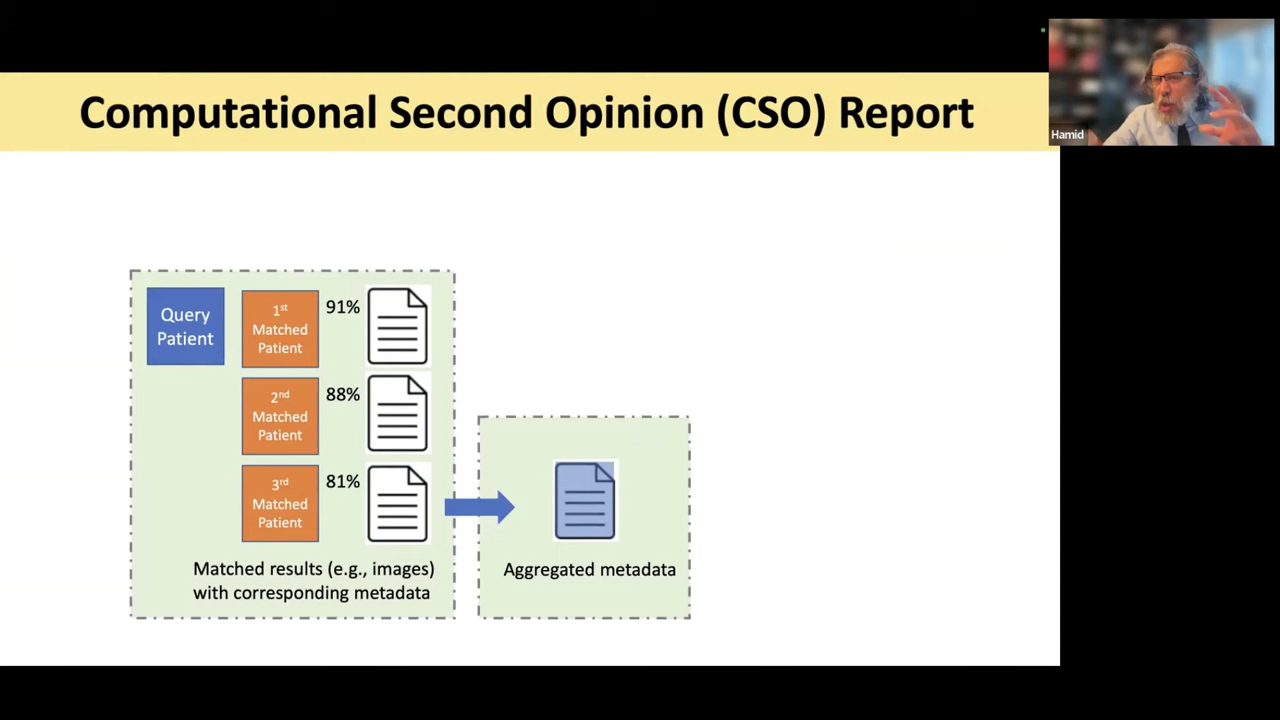 Computational Second Opinion (CSO) Report
Hamid
Query
Patient
1st
Matched
Patient
91%
2nd
Matched
Patient
88%
3rd
Matched
Patient
81%
Matched results (e.g., images)
with corresponding metadata
Aggregated metadata